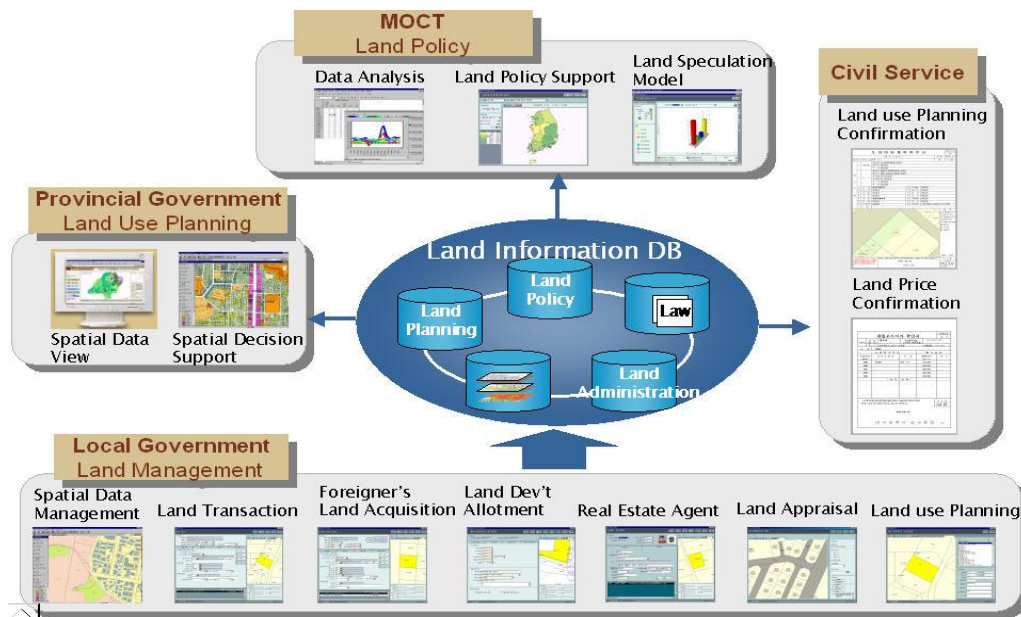 MOCT
Land Policy
Data Analysis
Land Policy Support
Land Speculation
Model
Civil Service
Land use Planning
Confirmation
Land Price
Confirmation
Provincial Government
Land Use Planning
Spatial Data
View
Spatial Decision
Support
Land Information DB
Land
Policy
Land
Planning
Law
Land
Administration
Local Government
Land Management
Spatial Data
Management
Land Transaction
Foreigner's
Land Acquisition
Land Dev't
Allotment
Real Estate Agent
Land Appraisal
Land use Planning